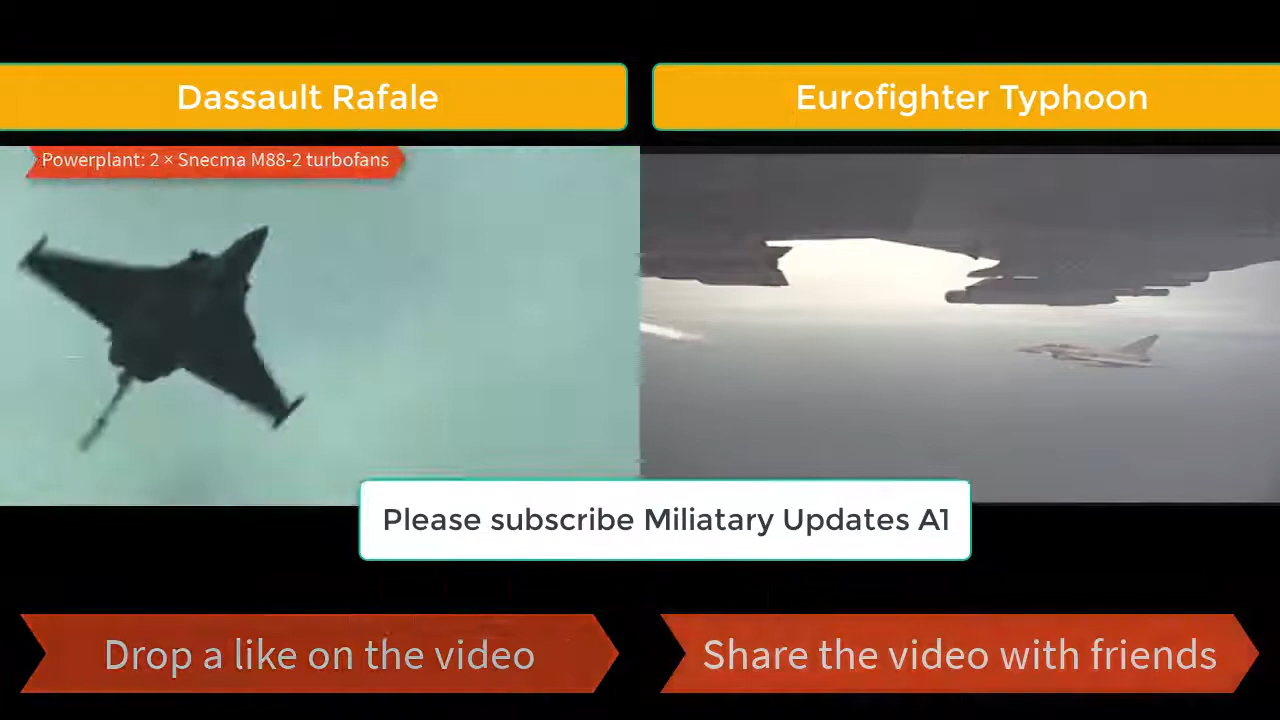 Dassault Rafale
Eurofighter Typhoon
Powerplant: 2 × Snecma M88-2 turbofans
Please subscribe Miliatary Updates A1
Drop a like on the video
Share the video with friends